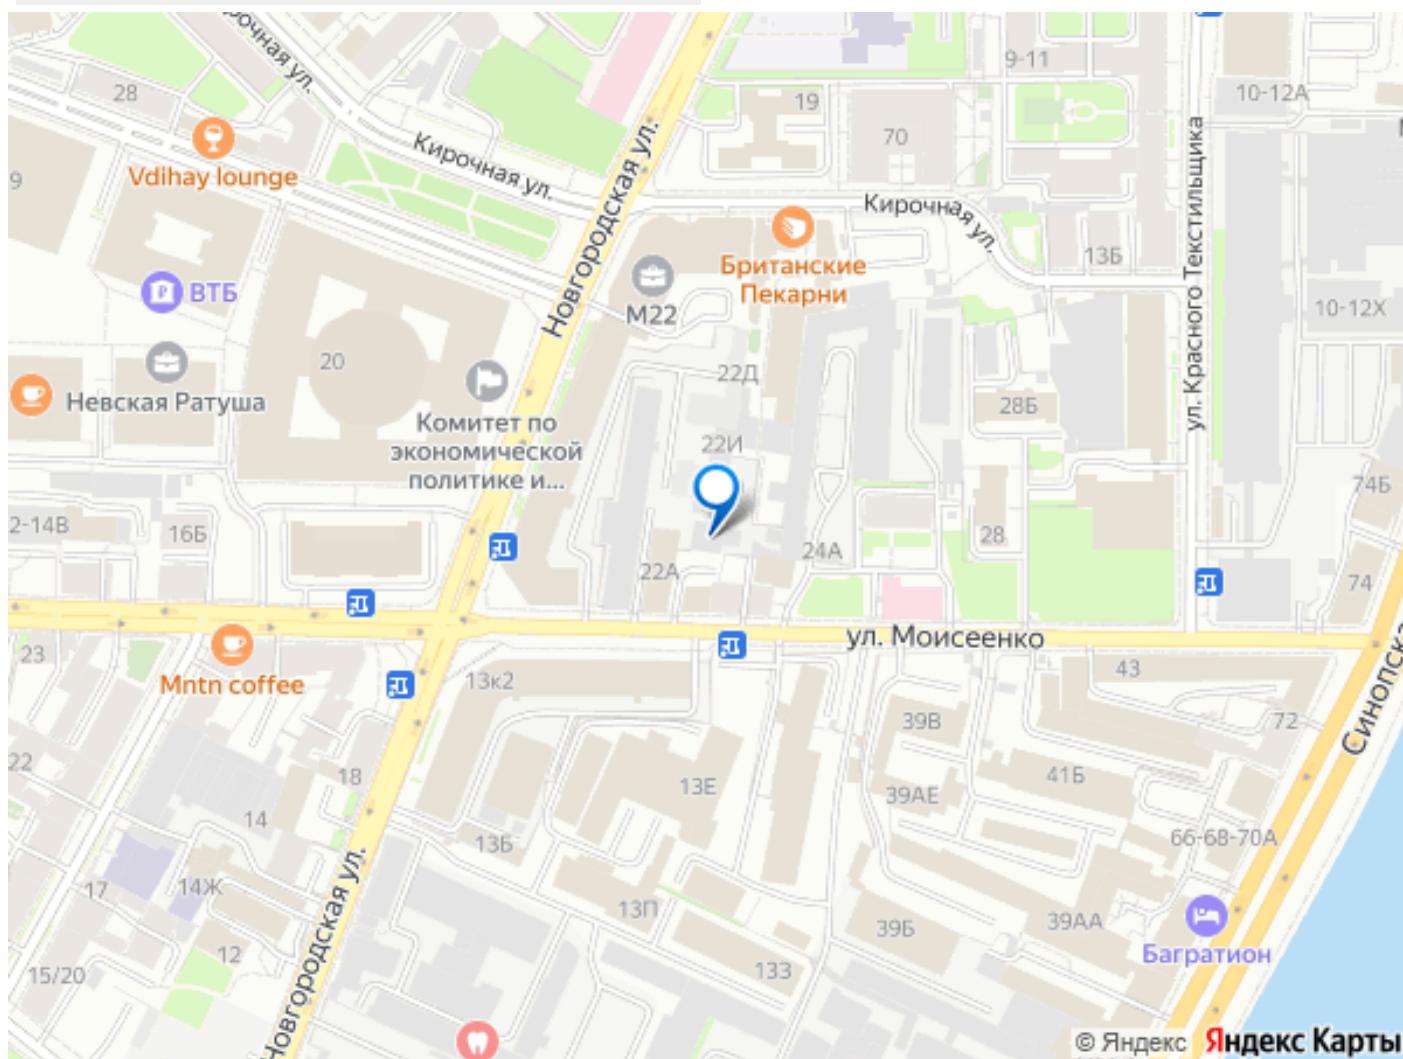 Кирочная ул.
28
Vdihay lounge
9
Кирочная ул.
Новгородская ул.
19
70
9-11
10-12А
ул. Красного Текстильщика
Кирочная ул.
13Б
Британские
Пекарни
М22
ВТБ
10-12Х
20
Невская Ратуша
22Д
28Б
Комитет по
экономической
политике и...
22И
74Б
2-14В
16Б
28
24А
22А
74
ул. Моисеенко
23
Mntn coffee
13к2
43
39В
72
Синопска
22
18
13Е
41Б
39АЕ
14
13Б
66-68-70А
17
14Ж
Новгородская ул.
13П
39Б
39АА
12
Багратион
15/20
133
© Яндекс Яндекс Карты